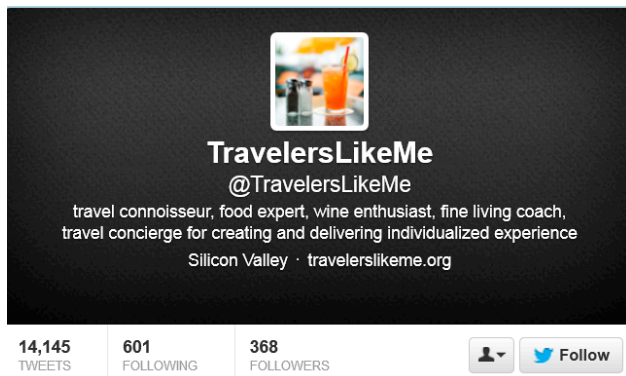 TravelersLikeMe
@TravelersLikeMe
travel connoisseur, food expert, wine enthusiast, fine living coach,
travel concierge for creating and delivering individualized experience
Silicon Valley · travelerslikeme.org
14,145 601 368
TWEETS FOLLOWING FOLLOWERS
Follow